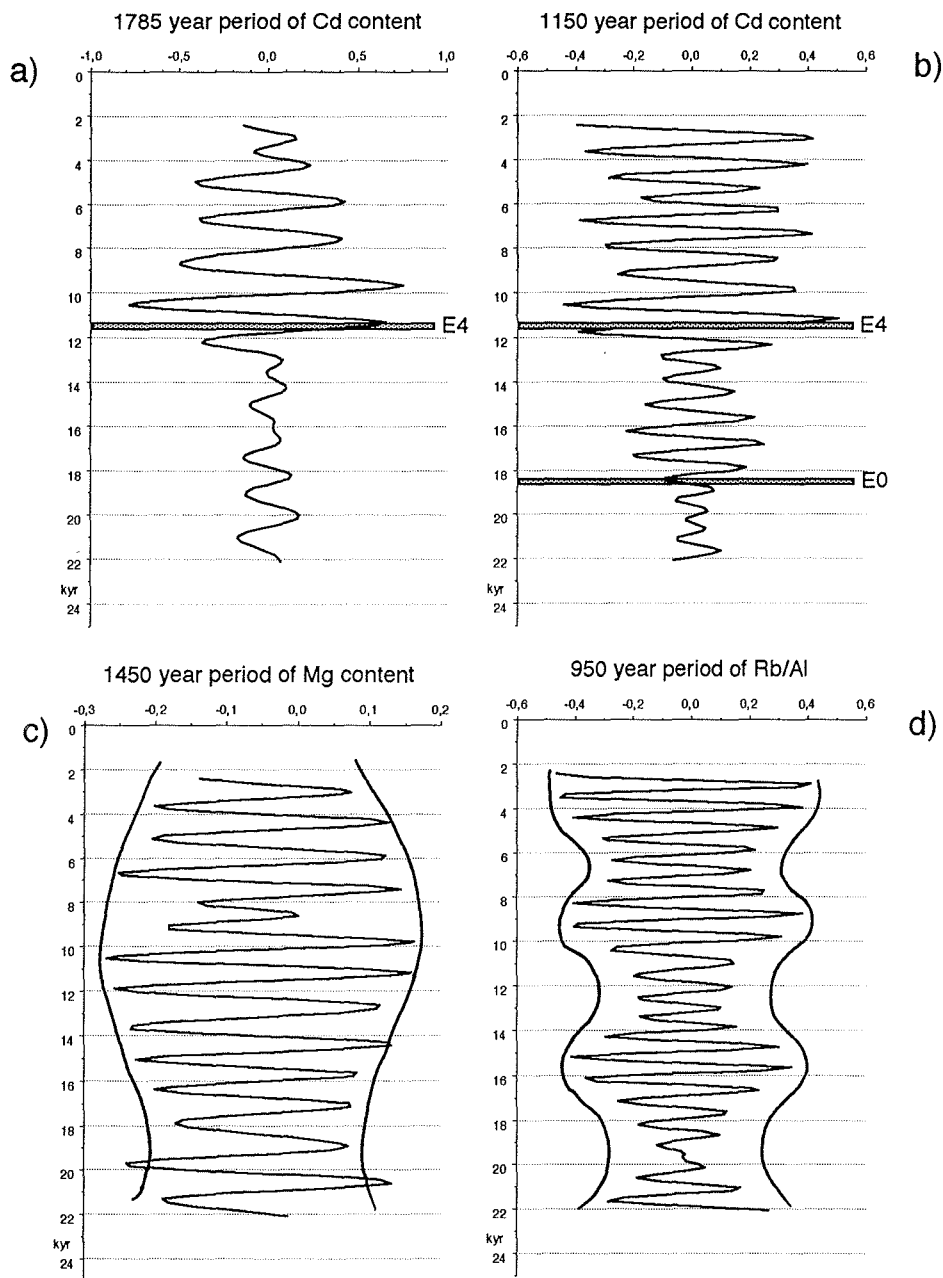 1785 year period of Cd content
a)
-1,0 -0,5 0,0 0,5 1,0
0
2
4
6
8
10
E4
12
14
16
18
20
22
kyr
24
1150 year period of Cd content
b)
-0,6 -0,4 -0,2 0,0 0,2 0,4 0,6
0
2
4
6
8
10
E4
12
14
16
18
E0
20
22
kyr
24
1450 year period of Mg content
c)
-0,3 -0,2 -0,1 0,0 0,1 0,2
0
2
4
6
8
10
12
14
16
18
20
22
kyr
24
950 year period of Rb/Al
d)
-0,6 -0,4 -0,2 0,0 0,2 0,4 0,6
0
2
4
6
8
10
12
14
16
18
20
22
kyr
24